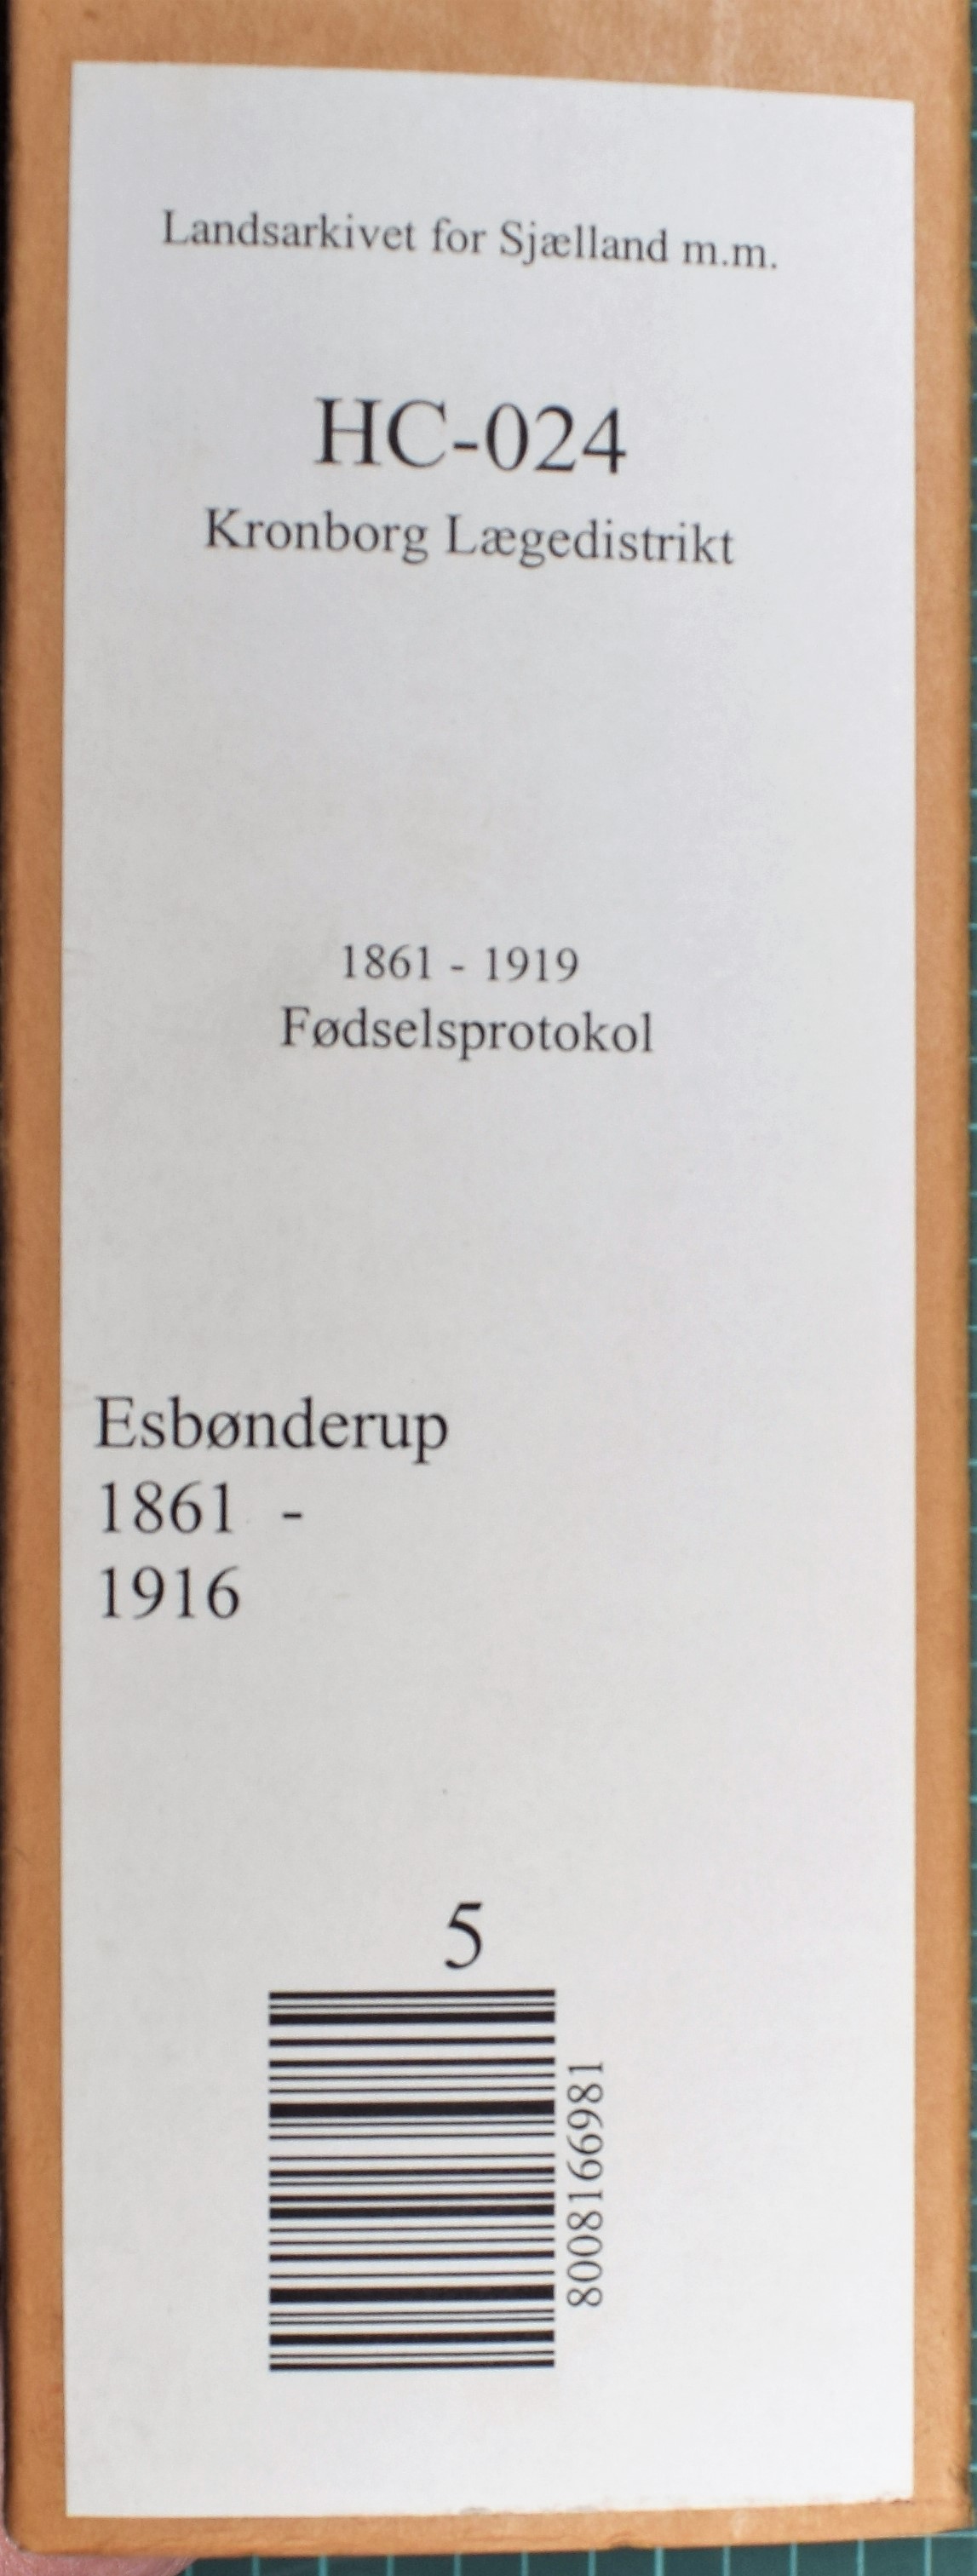 Landsarkivet for Sjælland m.m.
HC-024
Kronborg Lægedistrikt
1861 - 1919
Fødselsprotokol
Esbønderup
1861 -
1916
5
8008166981